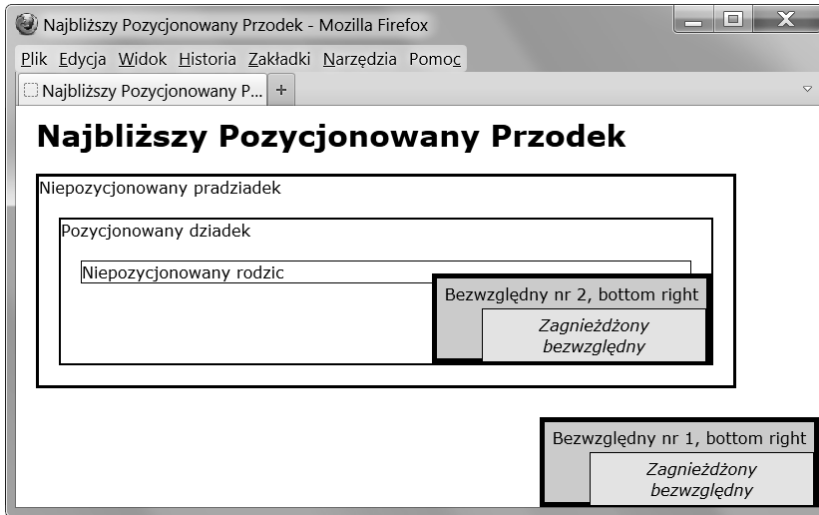 Najbliższy Pozycjonowany Przodek - Mozilla Firefox
Plik Edycja Widok Historia Zakładki Narzędzia Pomoc
Najbliższy Pozycjonowany P... +
Najbliższy Pozycjonowany Przodek
Niepozycjonowany pradziadek
Pozycjonowany dziadek
Niepozycjonowany rodzic
Bezwzględny nr 2, bottom right
Zagnieżdżony
bezwzględny
Bezwzględny nr 1, bottom right
Zagnieżdżony
bezwzględny